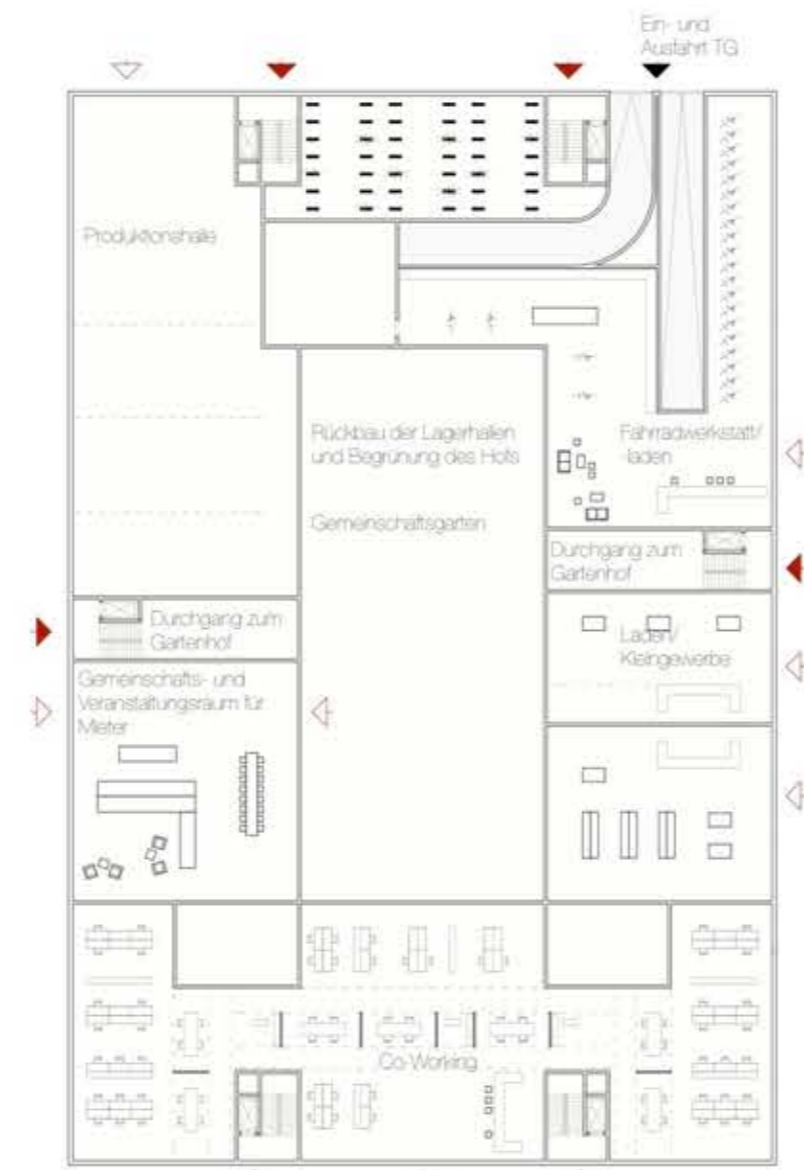 Ein- und
Ausfahrt TG
Produktionshalle
Rückbau der Lagerhallen
und Begrünung des Hofs
Gemeinschaftsgarten
Fahrradwerkstatt/
-laden
Durchgang zum
Gartenhof
Durchgang zum
Gartenhof
Laden/
Kleingewerbe
Gemeinschafts- und
Veranstaltungsraum für
Mieter
Co-Working